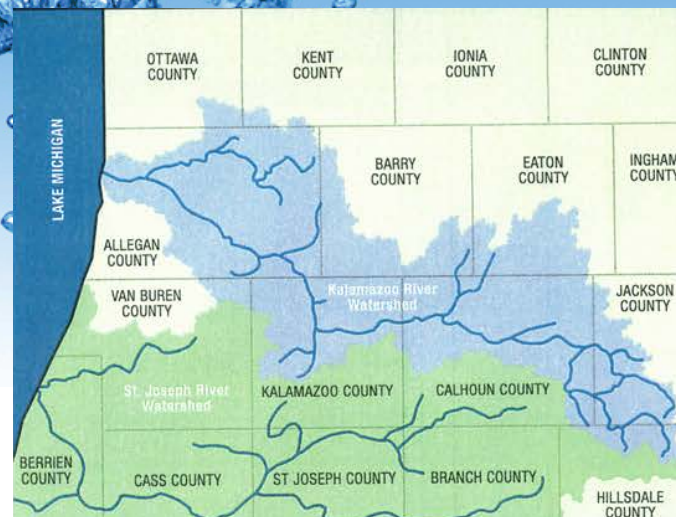 OTTAWA
COUNTY
KENT
COUNTY
IONIA
COUNTY
CLINTON
COUNTY
LAKE MICHIGAN
BARRY
COUNTY
EATON
COUNTY
INGHAM
COUNTY
ALLEGAN
COUNTY
VAN BUREN
COUNTY
Kalamazoo River
Watershed
JACKSON
COUNTY
St. Joseph River
Watershed
KALAMAZOO COUNTY
CALHOUN COUNTY
BERRIEN
COUNTY
CASS COUNTY
ST JOSEPH COUNTY
BRANCH COUNTY
HILLSDALE
COUNTY